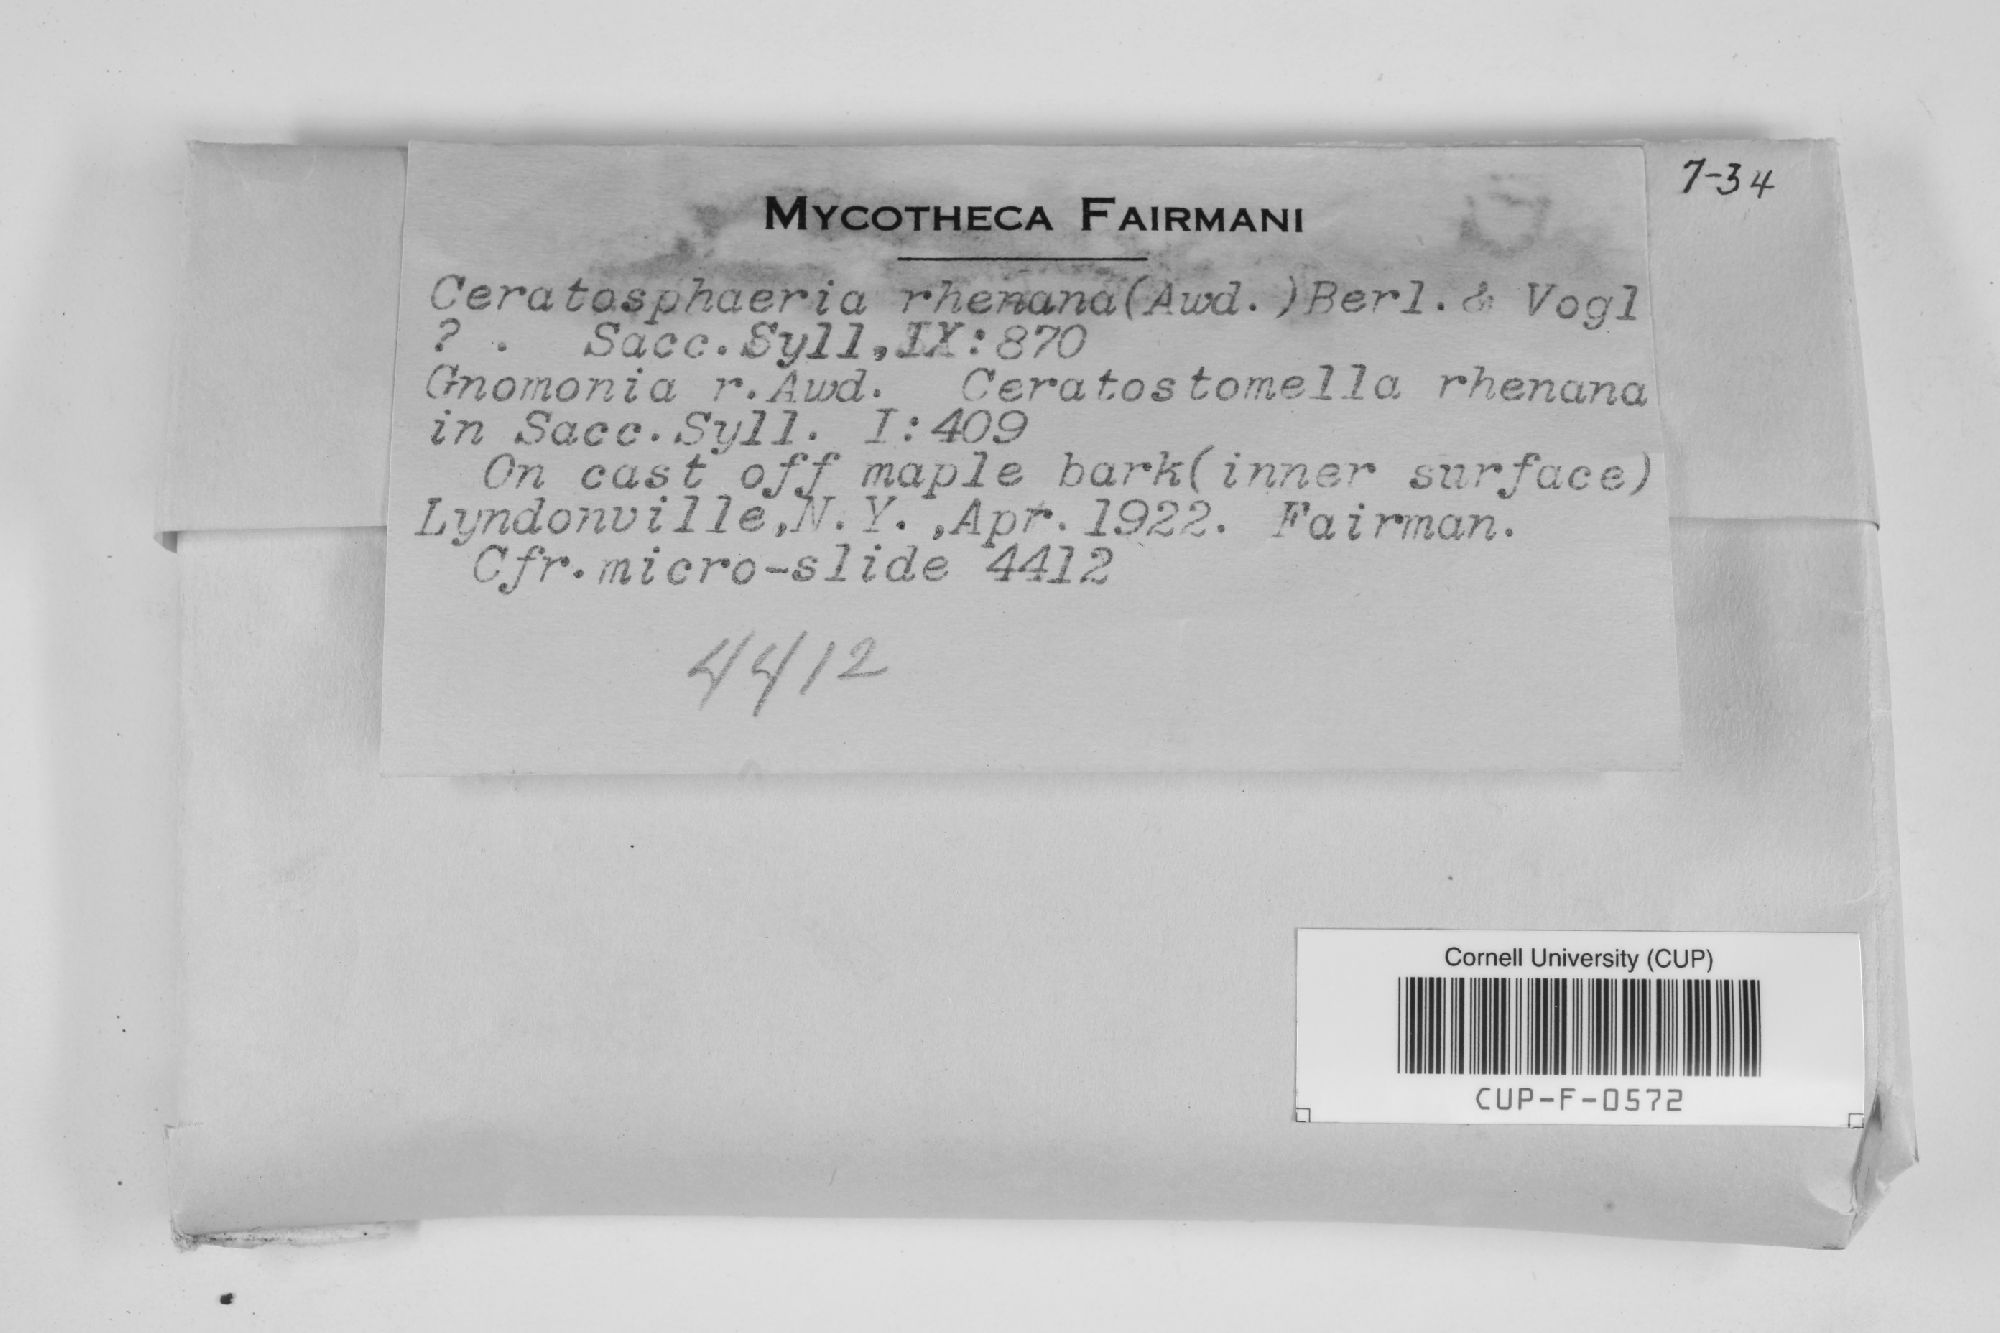 MYCOTHECA FAIRMANI
7-34
Ceratosphaeria rhenana(Awd.)Berl.& Vogl
? . Sacc.Syll,IX:870
Gnomonia r.Awd. Ceratostomella rhenana
in Sacc.Syll. I:409
On cast off maple bark(inner surface)
Lyndonville,N.Y.,Apr.1922. Fairman.
Cfr.micro-slide 4412
4412
Cornell University (CUP)
CUP-F-0572